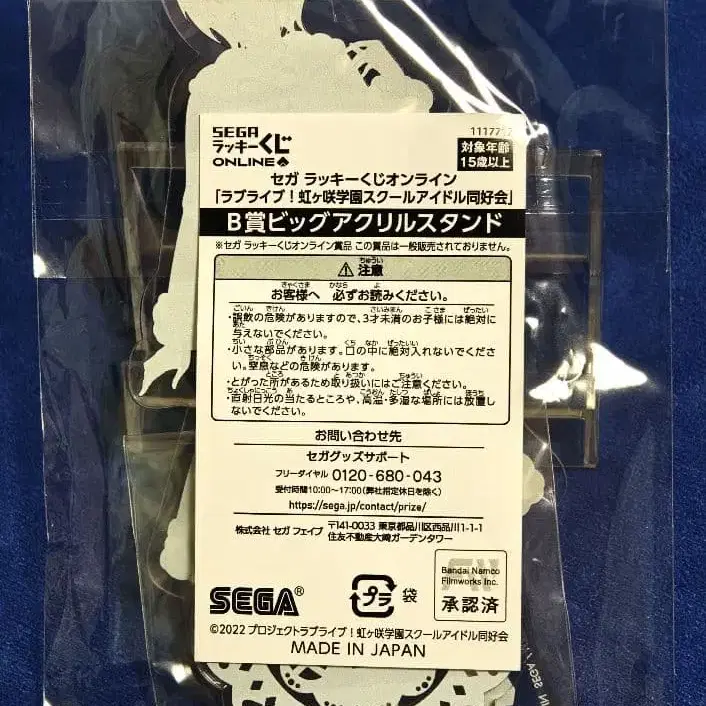 SEGA
ラッキーくじ
ONLINE♠
対象年齢
15歳以上
セガ ラッキーくじオンライン
「ラブライブ！虹ヶ咲学園スクールアイドル同好会」
B賞ビッグアクリルスタンド
※セガ ラッキーくじオンライン賞品 この賞品は一般販売されておりません。
⚠注意
お客様へ 必ずお読みください。
・誤飲の危険がありますので、3才未満のお子様には絶対に
与えないでください。
・小さな部品があります。口の中に絶対入れないでくださ
い。窒息などの危険があります。
・とがった所があるため取り扱いにはご注意ください。
・直射日光の当たるところや、高温・多湿な場所には放置し
ないでください。
お問い合わせ先
セガグッズサポート
フリーダイヤル 0120-680-043
受付時間10:00～17:00(弊社指定休日を除く)
https://sega.jp/contact/prize/
株式会社 セガ フェイブ 〒141-0033 東京都品川区西品川1-1-1
住友不動産大崎ガーデンタワー
SEGA®
プラ 袋
Bandai Namco
Filmworks Inc.
承認済
©2022 プロジェクトラブライブ！虹ヶ咲学園スクールアイドル同好会
MADE IN JAPAN